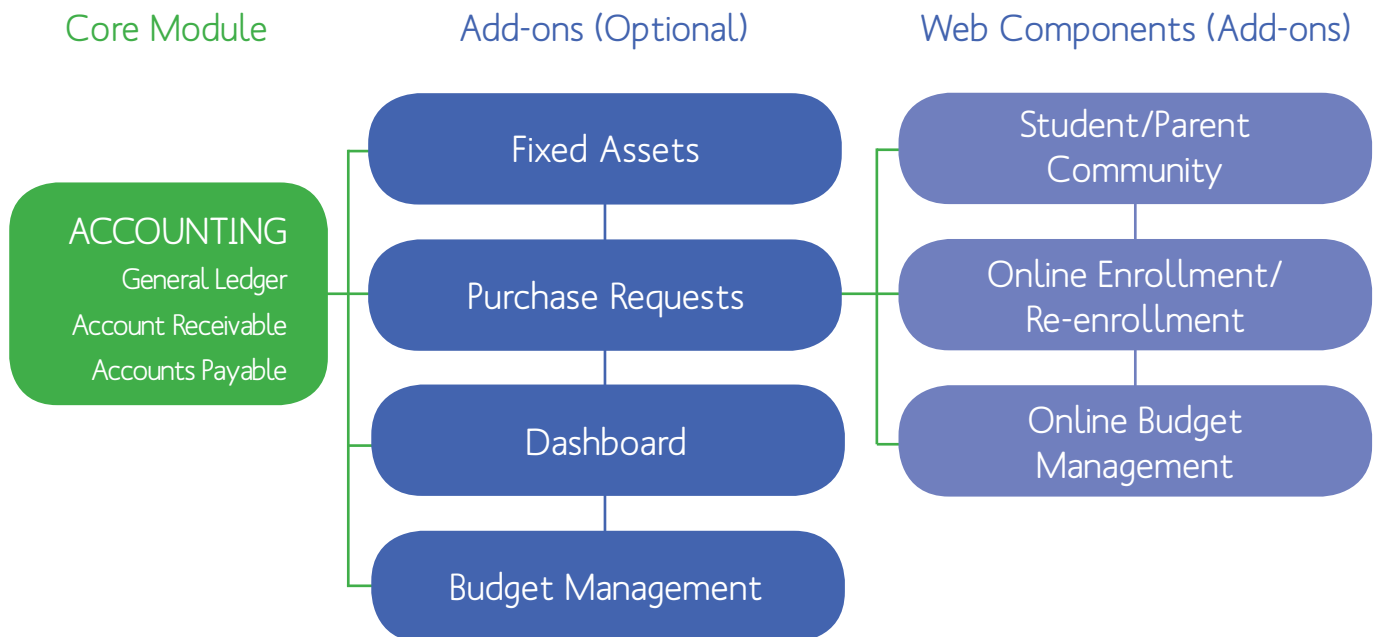 Core Module
Add-ons (Optional)
Web Components (Add-ons)
ACCOUNTING
General Ledger
Account Receivable
Accounts Payable
Fixed Assets
Purchase Requests
Dashboard
Budget Management
Student/Parent
Community
Online Enrollment/
Re-enrollment
Online Budget
Management